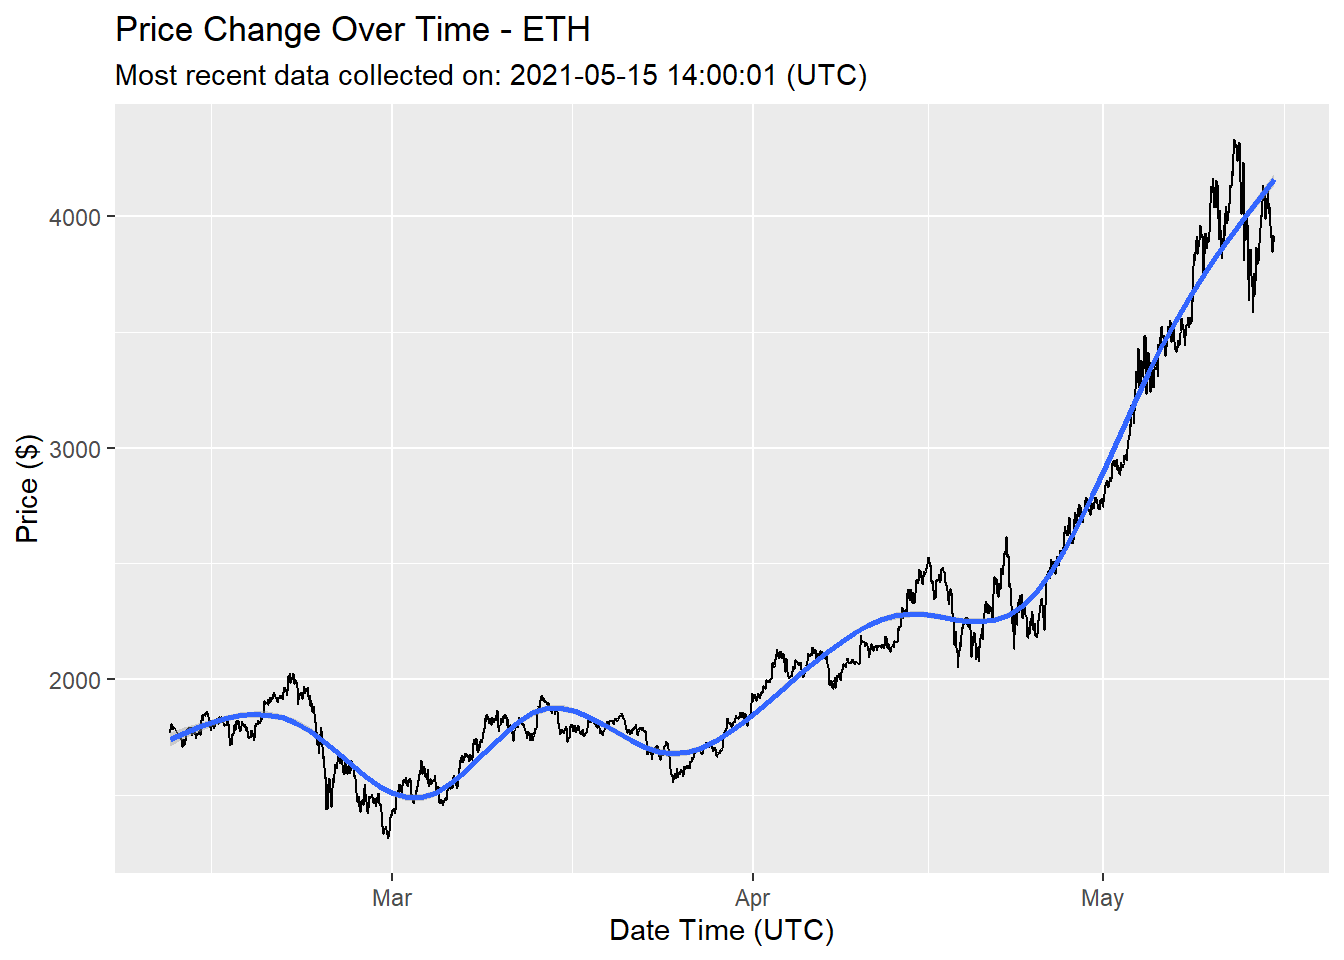 Price Change Over Time - ETH
Most recent data collected on: 2021-05-15 14:00:01 (UTC)
4000
3000
2000
Price ($)
Mar
Apr
May
Date Time (UTC)